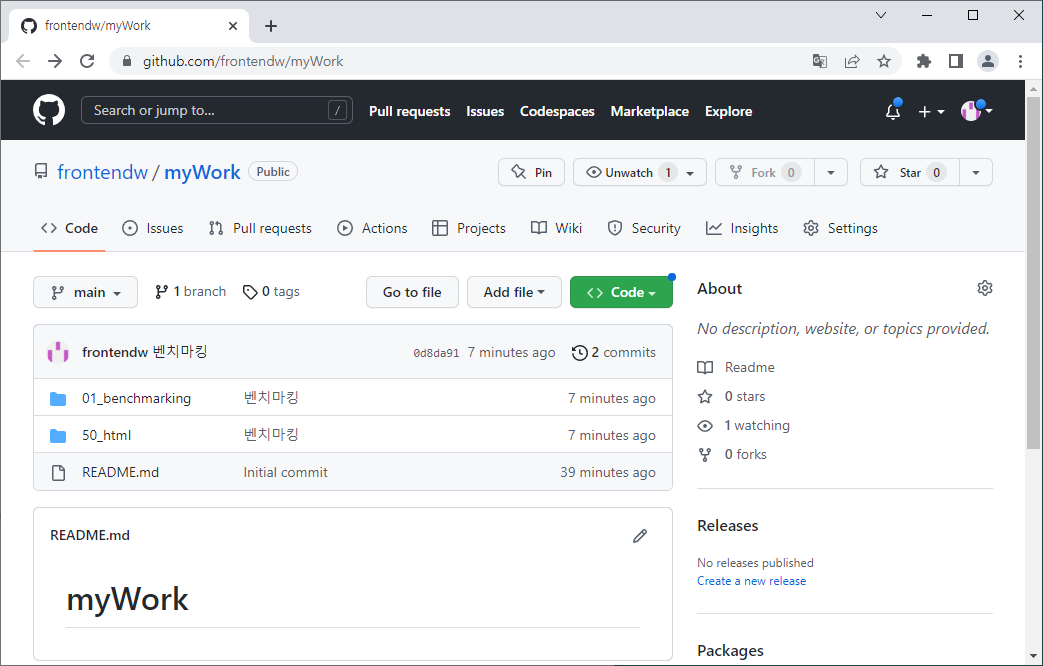 frontendw/myWork
github.com/frontendw/myWork
Search or jump to... / Pull requests Issues Codespaces Marketplace Explore
frontendw / myWork Public Pin Unwatch 1 Fork 0 Star 0
Code Issues Pull requests Actions Projects Wiki Security Insights Settings
main 1 branch 0 tags Go to file Add file Code
frontendw 벤치마킹 0d8da91 7 minutes ago 2 commits
01_benchmarking 벤치마킹 7 minutes ago
50_html 벤치마킹 7 minutes ago
README.md Initial commit 39 minutes ago
README.md
myWork
About
No description, website, or topics provided.
Readme
0 stars
1 watching
0 forks
Releases
No releases published
Create a new release
Packages